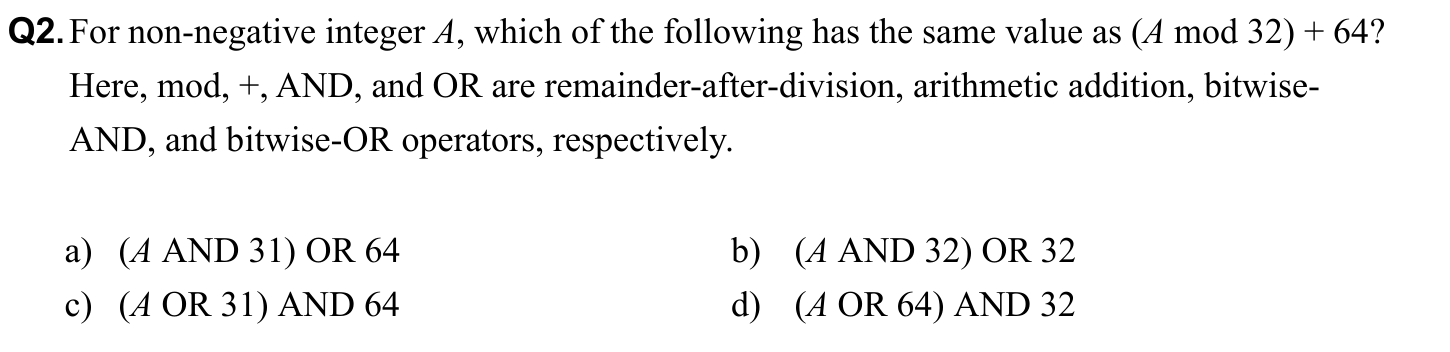 Q2. For non-negative integer A, which of the following has the same value as (A mod 32) + 64?
Here, mod, +, AND, and OR are remainder-after-division, arithmetic addition, bitwise-
AND, and bitwise-OR operators, respectively.
a) (A AND 31) OR 64 b) (A AND 32) OR 32
c) (A OR 31) AND 64 d) (A OR 64) AND 32